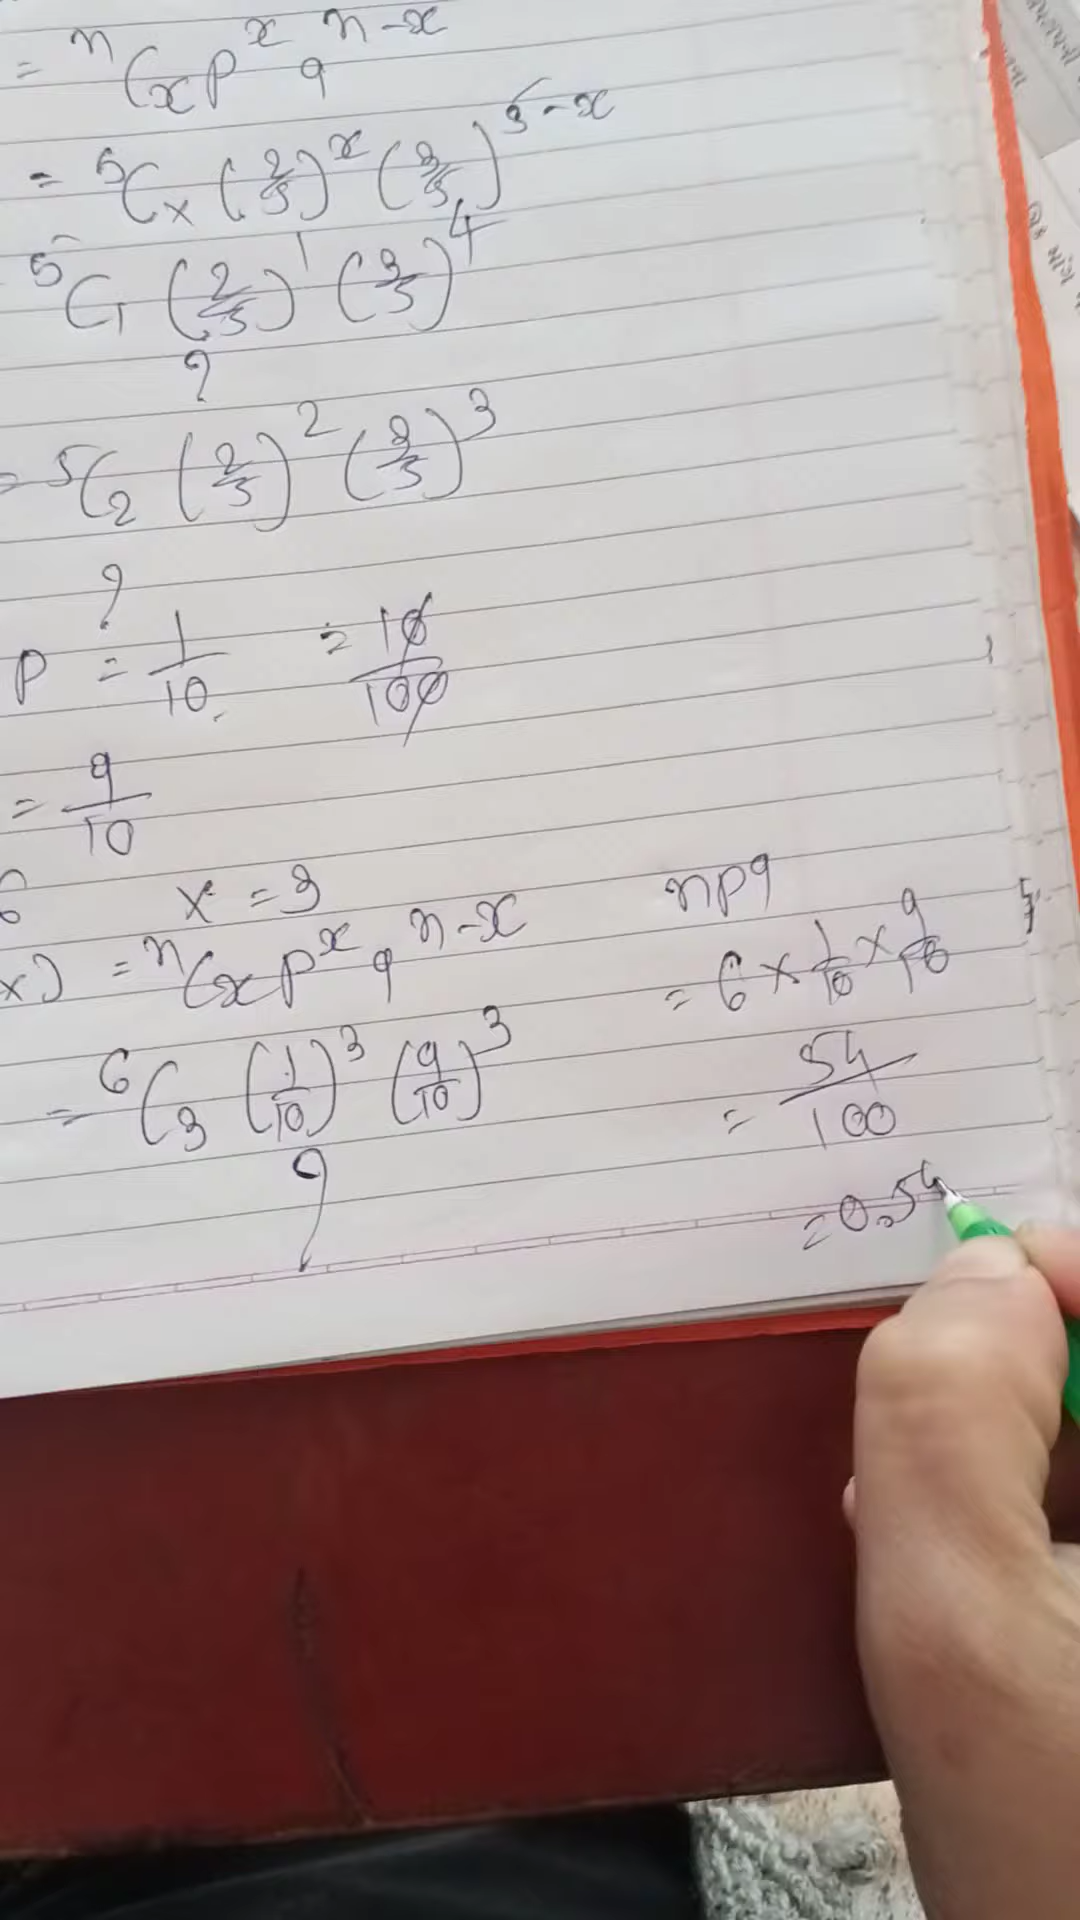 = ⁿCx pˣ qⁿ⁻ˣ
= ⁵Cx (2/5)ˣ (3/5)⁵⁻ˣ
⁵C₁ (2/5)¹ (3/5)⁴
?
= ⁵C₂ (2/5)² (3/5)³
?
P = 1/10 = 10/100
= 9/10
6 x = 3
x) = ⁿCx pˣ qⁿ⁻ˣ
= ⁶C₃ (1/10)³ (9/10)³
?
npq
= 6 × 1/10 × 9/10
= 54/100
= 0.54